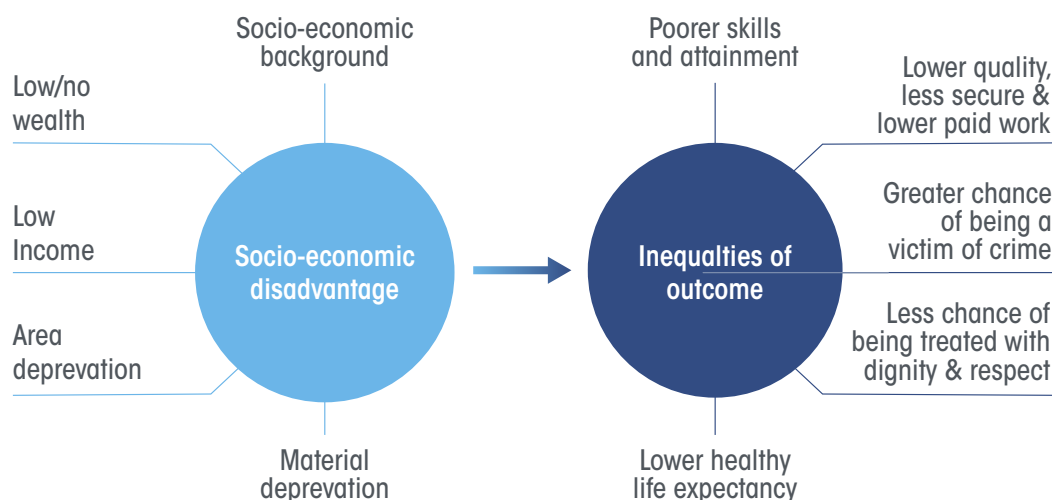 Socio-economic
background
Low/no
wealth
Low
Income
Area
deprevation
Material
deprevation
Socio-economic
disadvantage
Inequalties of
outcome
Poorer skills
and attainment
Lower quality,
less secure &
lower paid work
Greater chance
of being a
victim of crime
Less chance of
being treated with
dignity & respect
Lower healthy
life expectancy